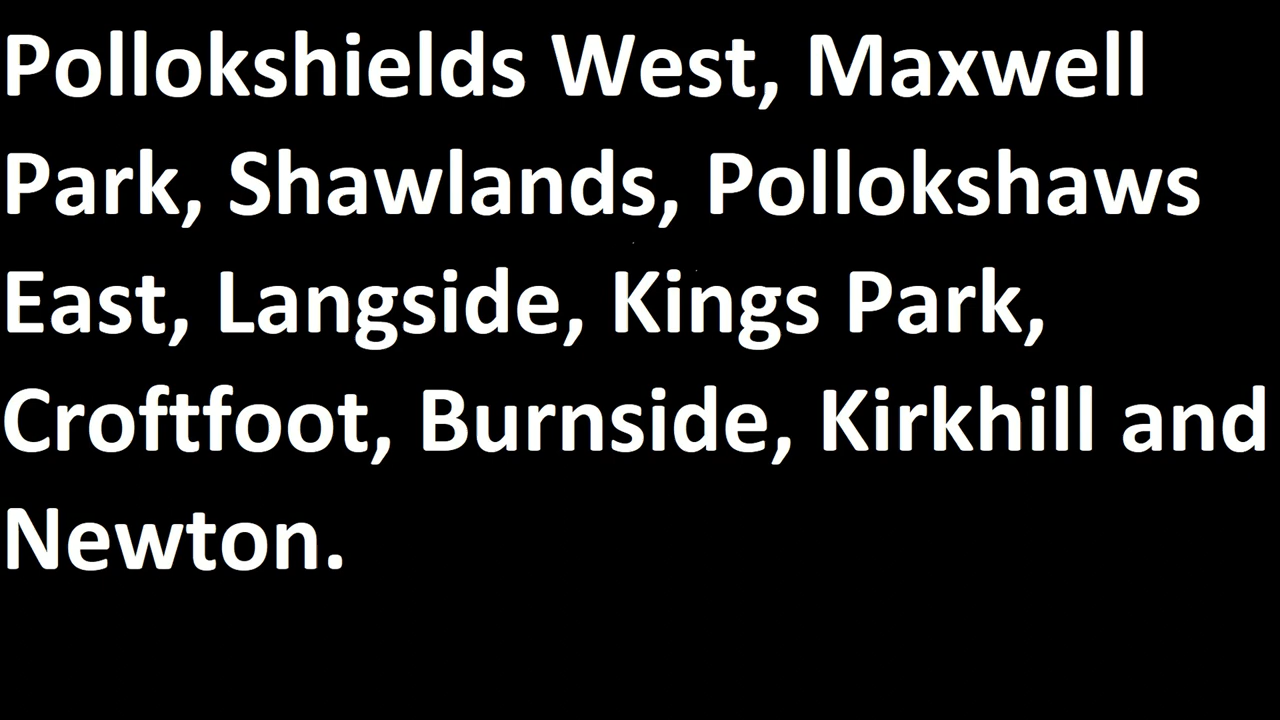 Pollokshields West, Maxwell
Park, Shawlands, Pollokshaws
East, Langside, Kings Park,
Croftfoot, Burnside, Kirkhill and
Newton.